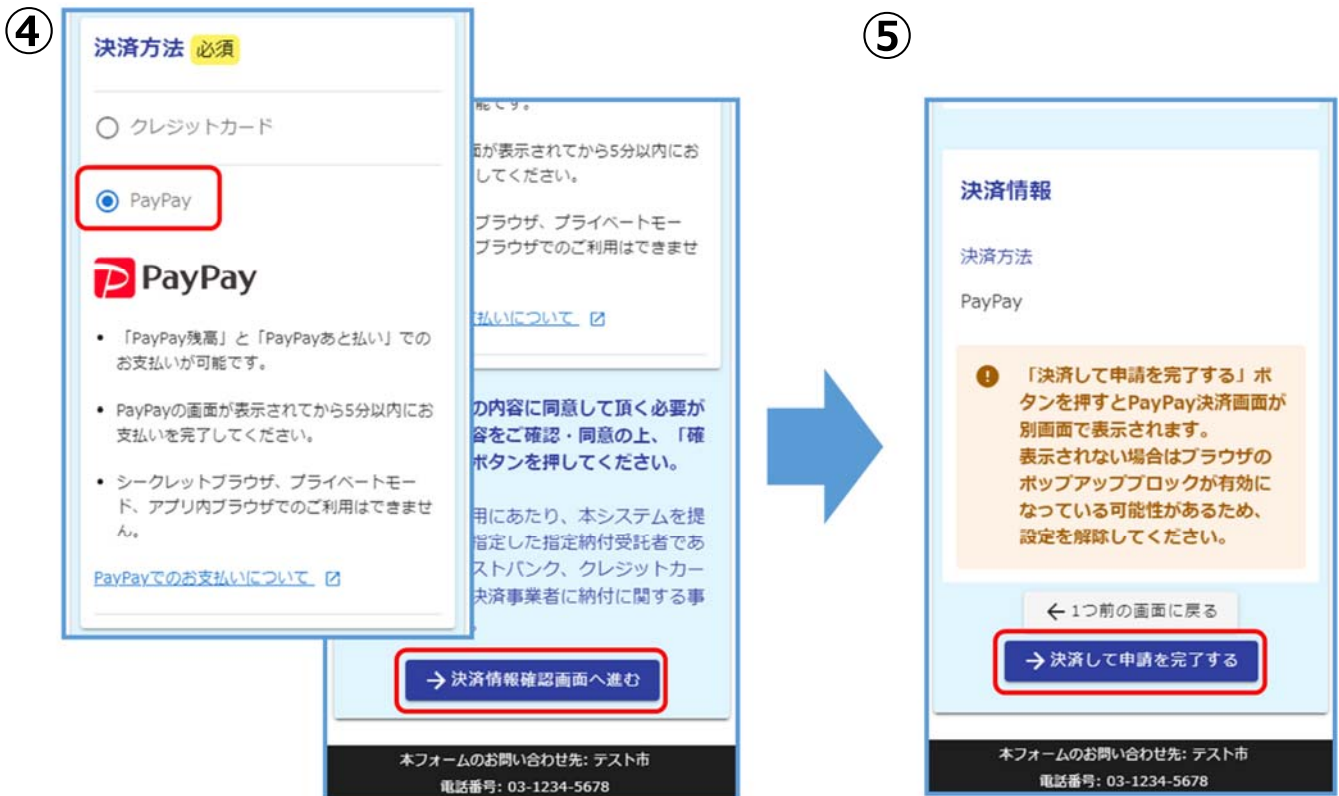 ④
決済方法 必須
クレジットカード
PayPay
PayPay
• 「PayPay残高」と「PayPayあと払い」での
お支払いが可能です。
• PayPayの画面が表示されてから5分以内にお
支払いを完了してください。
• シークレットブラウザ、プライベートモー
ド、アプリ内ブラウザでのご利用はできませ
ん。
PayPayでのお支払いについて
能です。
面が表示されてから5分以内にお
してください。
ブラウザ、プライベートモー
ブラウザでのご利用はできませ
払いについて
の内容に同意して頂く必要が
容をご確認・同意の上、「確
ボタンを押してください。
用にあたり、本システムを提
指定した指定納付受託者であ
ストバンク、クレジットカー
決済事業者に納付に関する事
。
→決済情報確認画面へ進む
本フォームのお問い合わせ先: テスト市
電話番号: 03-1234-5678
⑤
決済情報
決済方法
PayPay
「決済して申請を完了する」ボ
タンを押すとPayPay決済画面が
別画面で表示されます。
表示されない場合はブラウザの
ポップアップブロックが有効に
なっている可能性があるため、
設定を解除してください。
←1つ前の画面に戻る
→決済して申請を完了する
本フォームのお問い合わせ先: テスト市
電話番号: 03-1234-5678